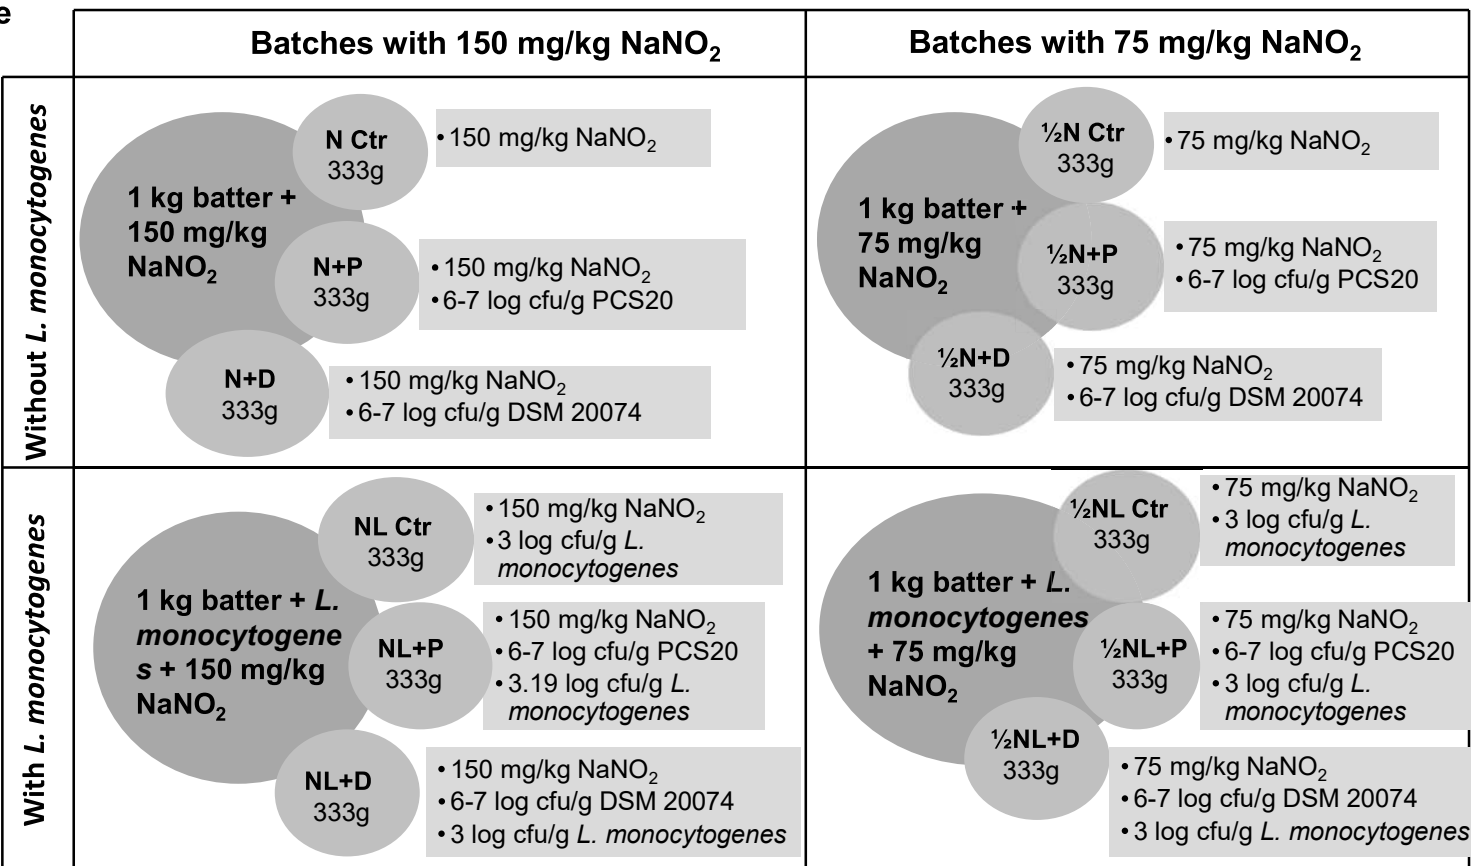 e
Batches with 150 mg/kg NaNO₂
Batches with 75 mg/kg NaNO₂
Without L. monocytogenes
1 kg batter +
150 mg/kg
NaNO₂
N Ctr
333g
• 150 mg/kg NaNO₂
N+P
333g
• 150 mg/kg NaNO₂
• 6-7 log cfu/g PCS20
N+D
333g
• 150 mg/kg NaNO₂
• 6-7 log cfu/g DSM 20074
1 kg batter +
75 mg/kg
NaNO₂
½N Ctr
333g
• 75 mg/kg NaNO₂
½N+P
333g
• 75 mg/kg NaNO₂
• 6-7 log cfu/g PCS20
½N+D
333g
• 75 mg/kg NaNO₂
• 6-7 log cfu/g DSM 20074
With L. monocytogenes
1 kg batter + L.
monocytogene
s + 150 mg/kg
NaNO₂
NL Ctr
333g
• 150 mg/kg NaNO₂
• 3 log cfu/g L.
monocytogenes
NL+P
333g
• 150 mg/kg NaNO₂
• 6-7 log cfu/g PCS20
• 3.19 log cfu/g L.
monocytogenes
NL+D
333g
• 150 mg/kg NaNO₂
• 6-7 log cfu/g DSM 20074
• 3 log cfu/g L. monocytogenes
1 kg batter + L.
monocytogenes
+ 75 mg/kg
NaNO₂
½NL Ctr
333g
• 75 mg/kg NaNO₂
• 3 log cfu/g L.
monocytogenes
½NL+P
333g
• 75 mg/kg NaNO₂
• 6-7 log cfu/g PCS20
• 3 log cfu/g L.
monocytogenes
½NL+D
333g
• 75 mg/kg NaNO₂
• 6-7 log cfu/g DSM 20074
• 3 log cfu/g L. monocytogenes